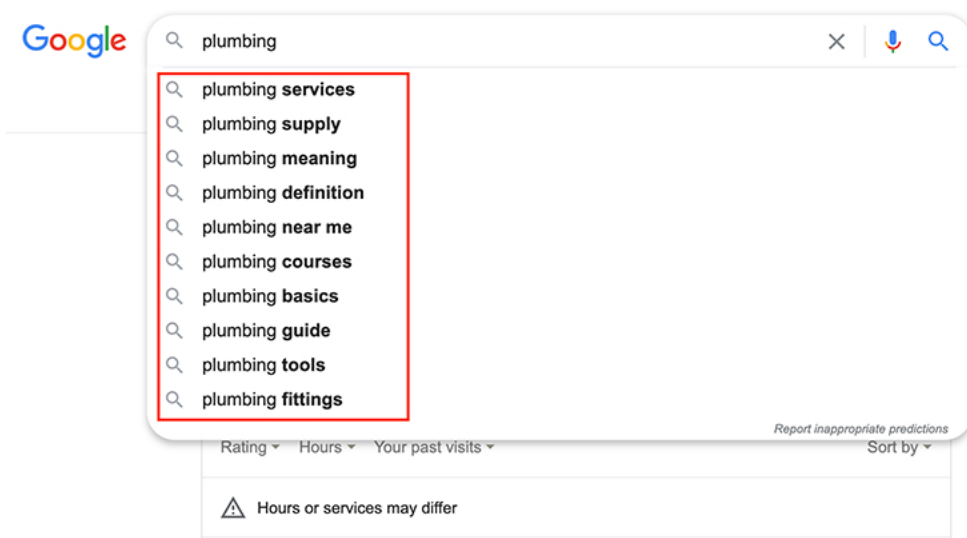 Google
plumbing
plumbing services
plumbing supply
plumbing meaning
plumbing definition
plumbing near me
plumbing courses
plumbing basics
plumbing guide
plumbing tools
plumbing fittings
Report inappropriate predictions
Rating Hours Your past visits Sort by
Hours or services may differ